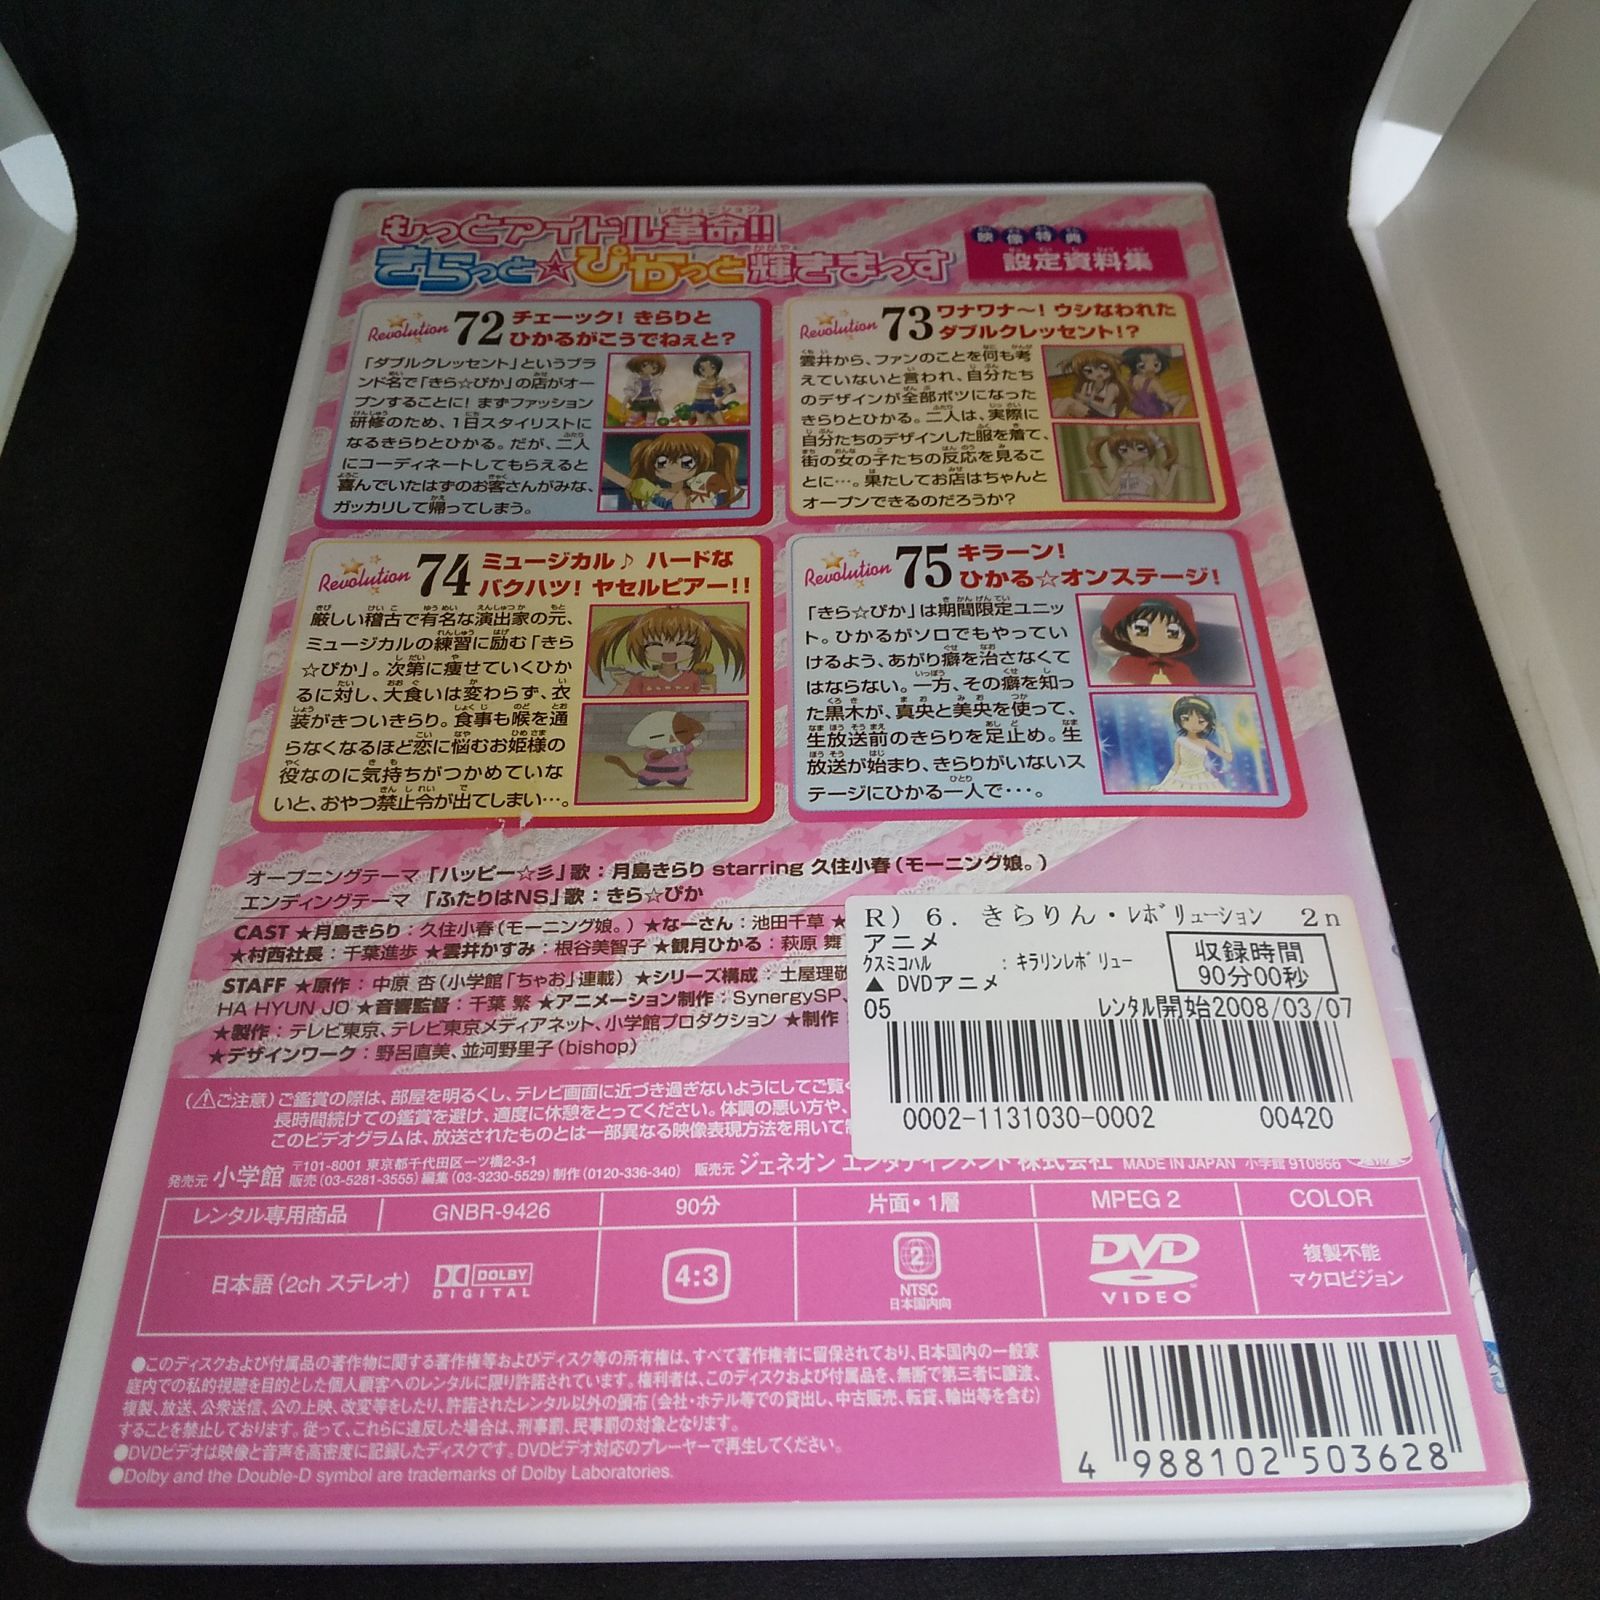 もっとアイドル革命!!
きらっと☆ぴかっと輝きまっす
映像特典
設定資料集
Revolution 72 チェーック! きらりと
ひかるがこうでねぇと?
「ダブルクレッセント」というブラ
ンド名で「きら☆ぴか」の店がオー
プンすることに! まずファッション
研修のため、1日スタイリストに
なるきらりとひかる。だが、二人
にコーディネートしてもらえると
喜んでいたはずのお客さんがみな、
ガッカリして帰ってしまう。
Revolution 73 ワナワナ〜! ウシなわれた
ダブルクレッセント!?
雲井から、ファンのことを何も考
えていないと言われ、自分たち
のデザインが全部ボツになった
きらりとひかる。二人は、実際に
自分たちのデザインした服を着て、
街の女の子たちの反応を見るこ
とに…。果たしてお店はちゃんと
オープンできるのだろうか?
Revolution 74 ミュージカル♪ ハードな
バクハツ! ヤセルピアー!!
厳しい稽古で有名な演出家の元、
ミュージカルの練習に励む「きら
☆ぴか」。次第に痩せていくひか
るに対し、大食いは変わらず、衣
装がきついきらり。食事も喉を通
らなくなるほど恋に悩むお姫様の
役なのに気持ちがつかめていな
いと、おやつ禁止令が出てしまい…。
Revolution 75 キラーン!
ひかる☆オンステージ!
「きら☆ぴか」は期間限定ユニッ
ト。ひかるがソロでもやってい
けるよう、あがり癖を治さなくて
はならない。一方、その癖を知っ
た黒木が、真央と美央を使って、
生放送前のきらりを足止め。生
放送が始まり、きらりがいないス
テージにひかる一人で・・・。
オープニングテーマ 「ハッピー☆彡」歌：月島きらり starring 久住小春(モーニング娘。)
エンディングテーマ 「ふたりはNS」歌：きら☆ぴか
CAST ★月島きらり：久住小春(モーニング娘。) ★なーさん：池田千草 ★
★村西社長：千葉進歩 ★雲井かすみ：根谷美智子 ★観月ひかる：萩原 舞
STAFF ★原作：中原 杏(小学館「ちゃお」連載) ★シリーズ構成：土屋理敬
HA HYUN JO ★音響監督：千葉 繁 ★アニメーション制作：SynergySP、
★製作：テレビ東京、テレビ東京メディアネット、小学館プロダクション ★制作
★デザインワーク：野呂直美、並河野里子(bishop)
R) 6. きらりん・レボリューション 2n
アニメ
クスミコハル : キラリンレボリュー
▲ DVDアニメ
収録時間
90分00秒
05 レンタル開始2008/03/07
0002-1131030-0002 00420
(⚠ご注意) ご鑑賞の際は、部屋を明るくし、テレビ画面に近づき過ぎないようにしてご覧く
長時間続けての鑑賞を避け、適度に休憩をとってください。体調の悪い方や、
このビデオグラムは、放送されたものとは一部異なる映像表現方法を用いて
発売元 小学館 〒101-8001 東京都千代田区一ツ橋2-3-1
販売(03-5281-3555) 編集(03-3230-5529) 制作(0120-336-340) 販売元 ジェネオン エンタテインメント株式会社 MADE IN JAPAN 小学館 910866
レンタル専用商品 GNBR-9426 90分 片面・1層 MPEG 2 COLOR
日本語(2ch ステレオ) DOLBY DIGITAL 4:3 2 NTSC 日本国内向 DVD VIDEO 複製不能 マクロビジョン
●このディスクおよび付属品の著作物に関する著作権等およびディスク等の所有権は、すべて著作権者に留保されており、日本国内の一般家
庭内での私的視聴を目的とした個人顧客へのレンタルに限り許諾されています。権利者は、このディスクおよび付属品を、無断で第三者に譲渡、
複製、放送、公衆送信、公の上映、改変等をしたり、許諾されたレンタル以外の頒布(会社・ホテル等での貸出し、中古販売、転貸、輸出等を含む)
することを禁止しております。従って、これらに違反した場合は、刑事罰、民事罰の対象となります。
●DVDビデオは映像と音声を高密度に記録したディスクです。DVDビデオ対応のプレーヤーで再生してください。
●Dolby and the Double-D symbol are trademarks of Dolby Laboratories.
4 988102 503628